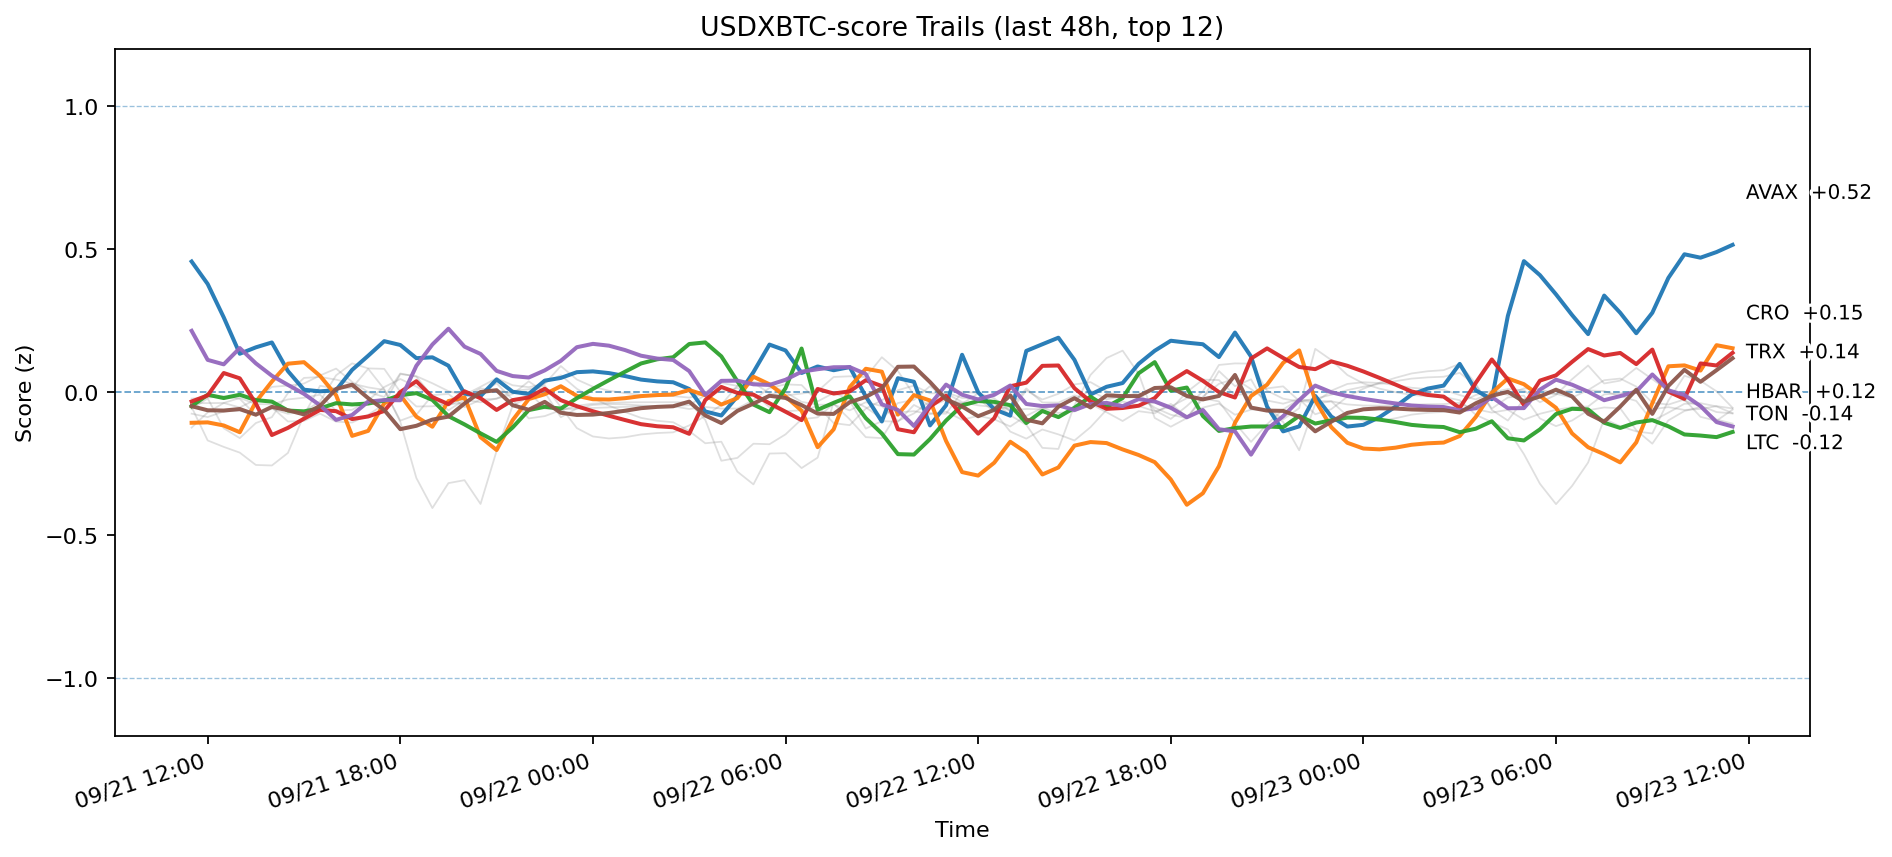 USDXBTC-score Trails (last 48h, top 12)
Score (z)
1.0
0.5
0.0
−0.5
−1.0
AVAX +0.52
CRO +0.15
TRX +0.14
HBAR +0.12
TON -0.14
LTC -0.12
09/21 12:00
09/21 18:00
09/22 00:00
09/22 06:00
09/22 12:00
09/22 18:00
09/23 00:00
09/23 06:00
09/23 12:00
Time